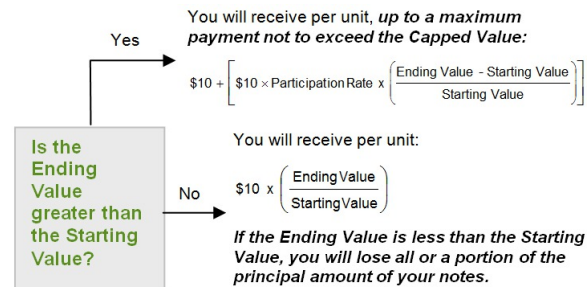 You will receive per unit, up to a maximum
payment not to exceed the Capped Value:
Yes
$10 + [ $10 × Participation Rate x ( Ending Value - Starting Value / Starting Value ) ]
Is the
Ending
Value
greater than
the Starting
Value?
No
You will receive per unit:
$10 x ( Ending Value / Starting Value )
If the Ending Value is less than the Starting
Value, you will lose all or a portion of the
principal amount of your notes.